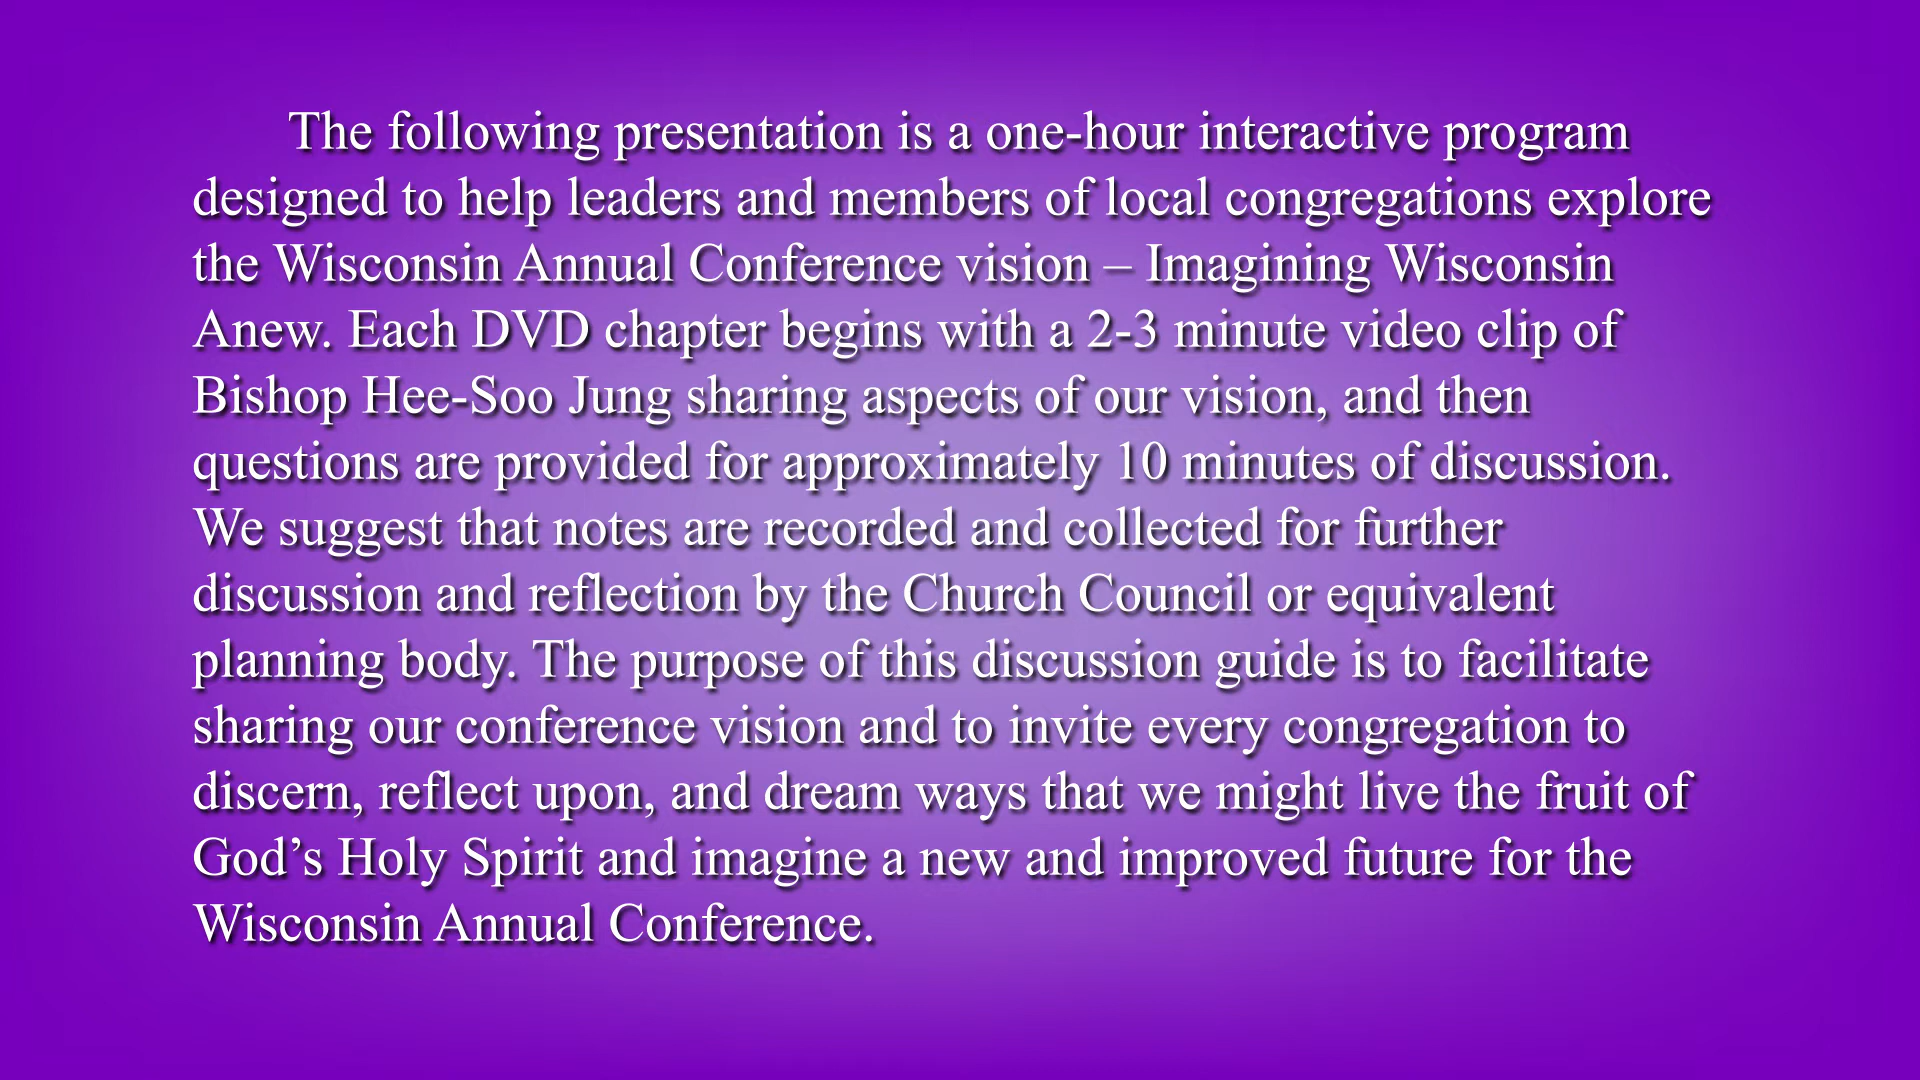 The following presentation is a one-hour interactive program
designed to help leaders and members of local congregations explore
the Wisconsin Annual Conference vision – Imagining Wisconsin
Anew. Each DVD chapter begins with a 2-3 minute video clip of
Bishop Hee-Soo Jung sharing aspects of our vision, and then
questions are provided for approximately 10 minutes of discussion.
We suggest that notes are recorded and collected for further
discussion and reflection by the Church Council or equivalent
planning body. The purpose of this discussion guide is to facilitate
sharing our conference vision and to invite every congregation to
discern, reflect upon, and dream ways that we might live the fruit of
God’s Holy Spirit and imagine a new and improved future for the
Wisconsin Annual Conference.